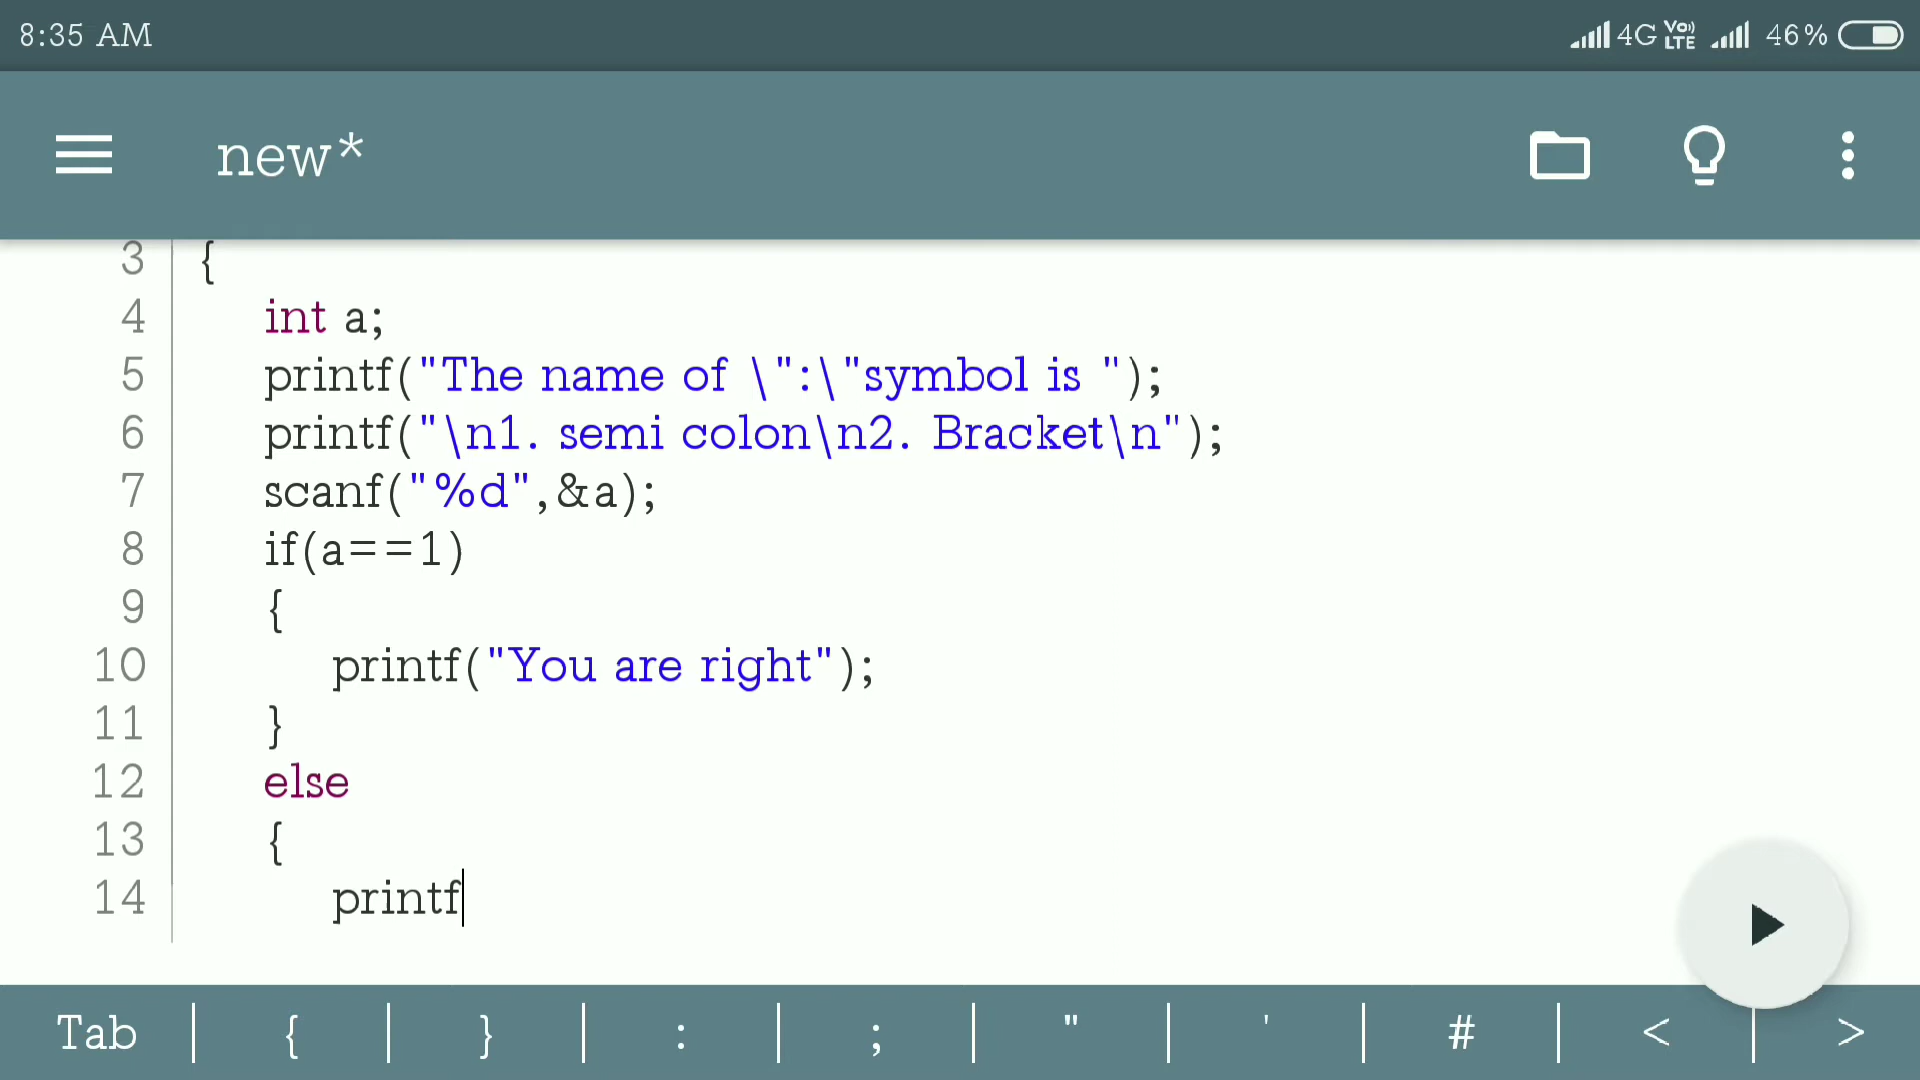 8:35 AM 4G Vo)) LTE 46%
new*
3 {
4 int a;
5 printf("The name of \":\"symbol is ");
6 printf("\n1. semi colon\n2. Bracket\n");
7 scanf("%d",&a);
8 if(a==1)
9 {
10 printf("You are right");
11 }
12 else
13 {
14 printf
Tab { } : ; " ' # < >